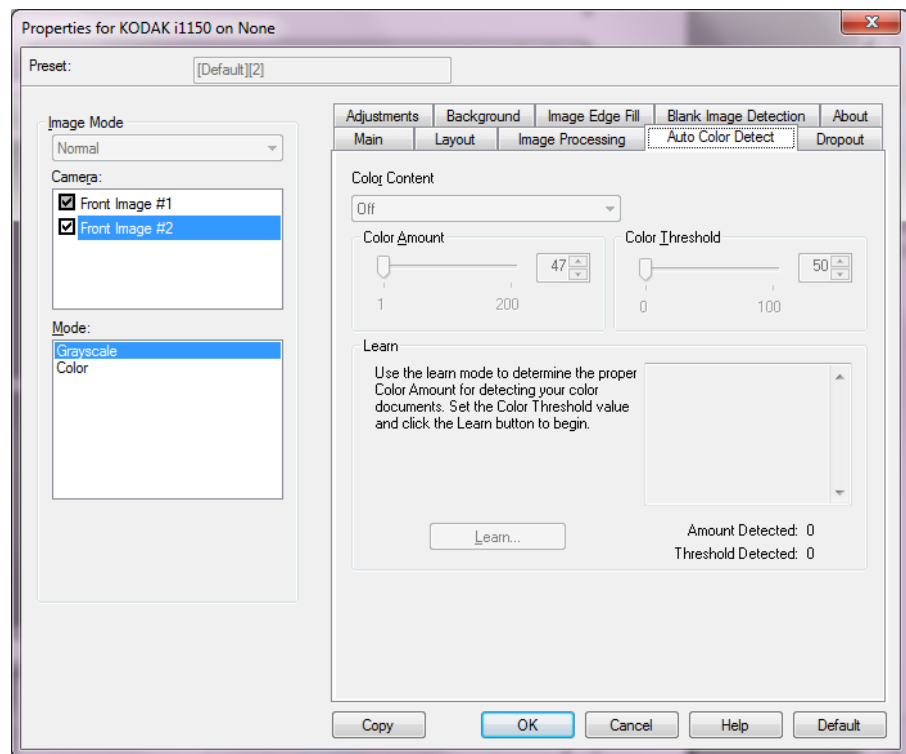 Properties for KODAK i1150 on None
Preset:
[Default][2]
Image Mode
Normal
Camera:
Front Image #1
Front Image #2
Mode:
Grayscale
Color
Adjustments Background Image Edge Fill Blank Image Detection About
Main Layout Image Processing Auto Color Detect Dropout
Color Content
Off
Color Amount
47
1 200
Color Threshold
50
0 100
Learn
Use the learn mode to determine the proper
Color Amount for detecting your color
documents. Set the Color Threshold value
and click the Learn button to begin.
Learn...
Amount Detected: 0
Threshold Detected: 0
Copy OK Cancel Help Default